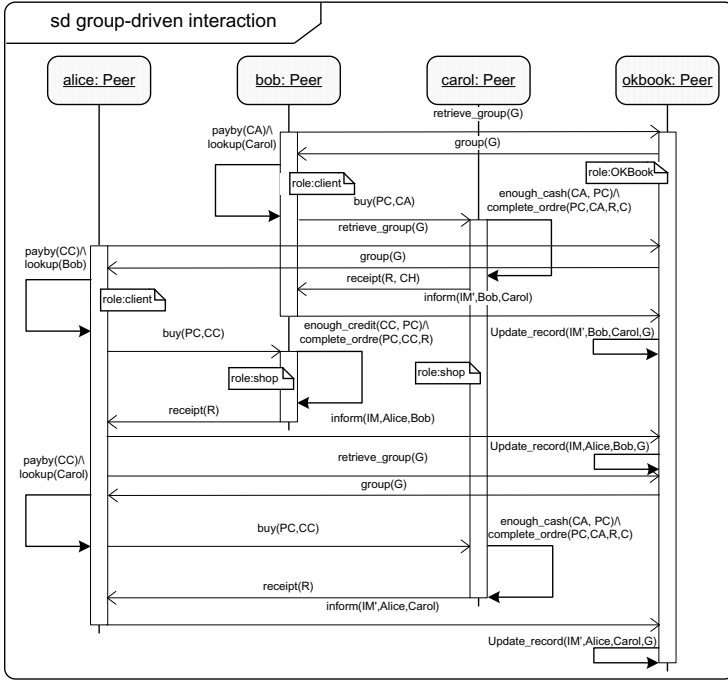 sd group-driven interaction
alice: Peer
bob: Peer
carol: Peer
okbook: Peer
retrieve_group(G)
payby(CA)/\
lookup(Carol)
group(G)
role:client
role:OKBook
buy(PC,CA)
enough_cash(CA, PC)/\
complete_ordre(PC,CA,R,C)
retrieve_group(G)
payby(CC)/\
lookup(Bob)
group(G)
receipt(R, CH)
role:client
inform(IM',Bob,Carol)
buy(PC,CC)
enough_credit(CC, PC)/\
complete_ordre(PC,CC,R)
Update_record(IM',Bob,Carol,G)
role:shop
role:shop
receipt(R)
inform(IM,Alice,Bob)
Update_record(IM,Alice,Bob,G)
payby(CC)/\
lookup(Carol)
retrieve_group(G)
group(G)
buy(PC,CC)
enough_cash(CA, PC)/\
complete_ordre(PC,CA,R,C)
receipt(R)
inform(IM',Alice,Carol)
Update_record(IM',Alice,Carol,G)